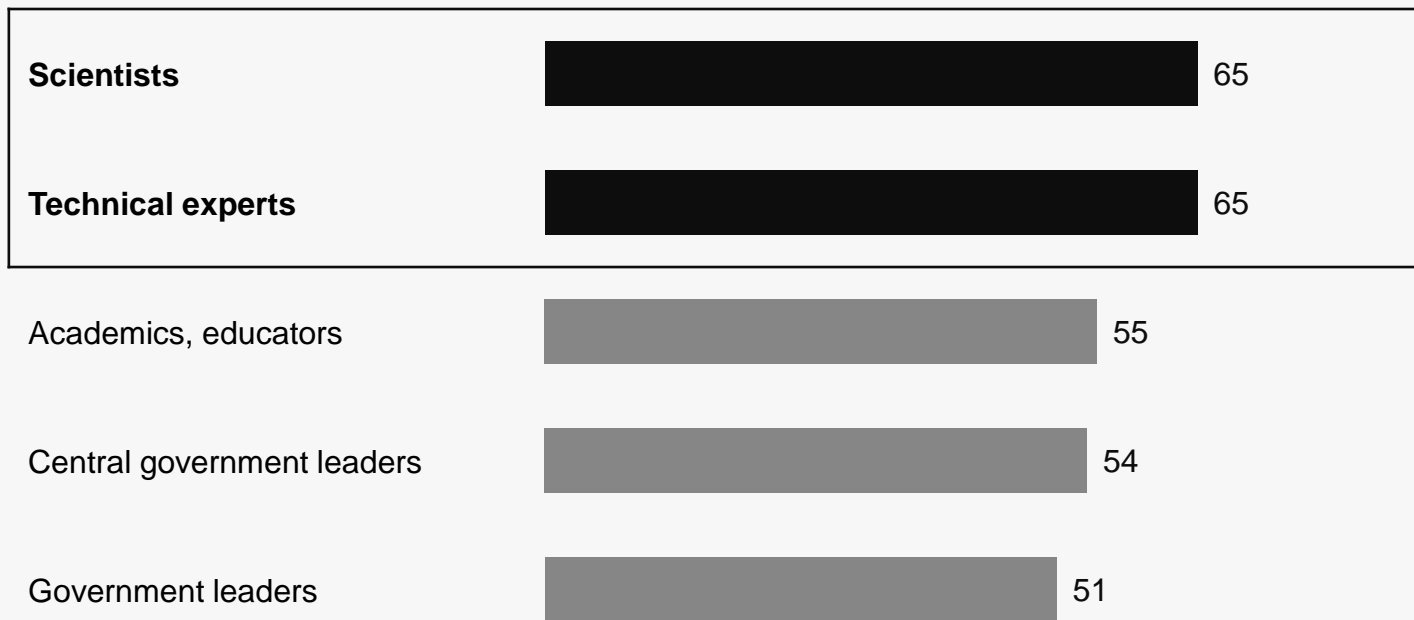 Scientists 65
Technical experts 65
Academics, educators 55
Central government leaders 54
Government leaders 51